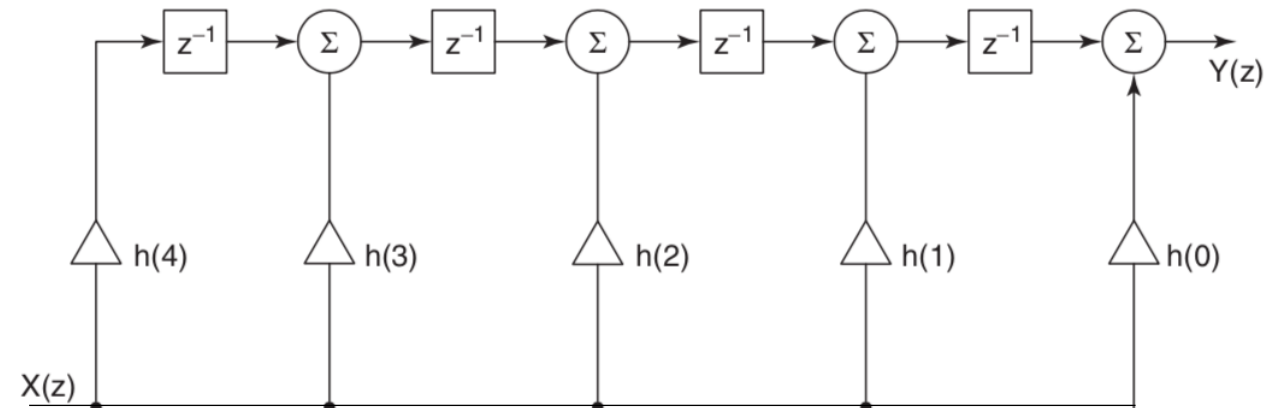 z⁻¹ Σ z⁻¹ Σ z⁻¹ Σ z⁻¹ Σ
Y(z)
h(4) h(3) h(2) h(1) h(0)
X(z)